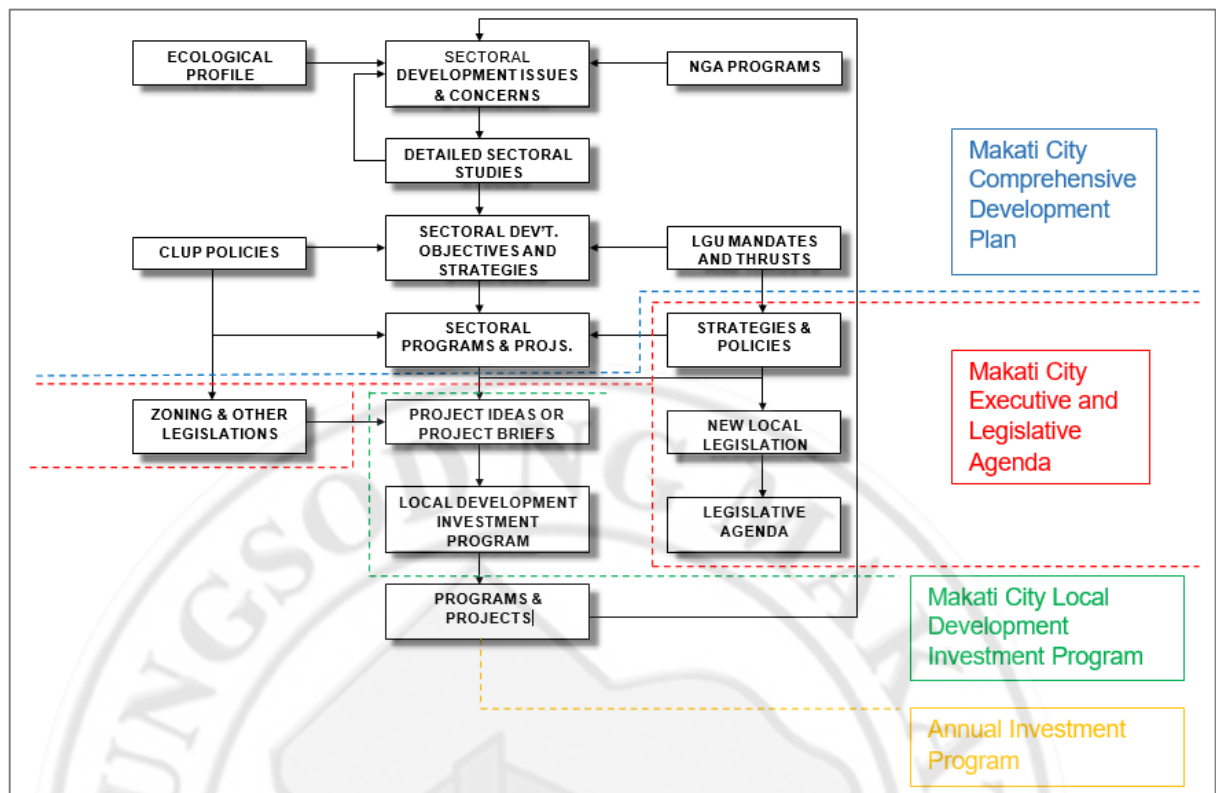 ECOLOGICAL
PROFILE
SECTORAL
DEVELOPMENT ISSUES
& CONCERNS
NGA PROGRAMS
DETAILED SECTORAL
STUDIES
CLUP POLICIES
SECTORAL DEV'T.
OBJECTIVES AND
STRATEGIES
LGU MANDATES
AND THRUSTS
Makati City
Comprehensive
Development
Plan
SECTORAL
PROGRAMS & PROJS.
STRATEGIES &
POLICIES
ZONING & OTHER
LEGISLATIONS
PROJECT IDEAS OR
PROJECT BRIEFS
NEW LOCAL
LEGISLATION
Makati City
Executive and
Legislative
Agenda
LOCAL DEVELOPMENT
INVESTMENT
PROGRAM
LEGISLATIVE
AGENDA
PROGRAMS &
PROJECTS
Makati City Local
Development
Investment Program
Annual Investment
Program
UNGSOD NG MAKA